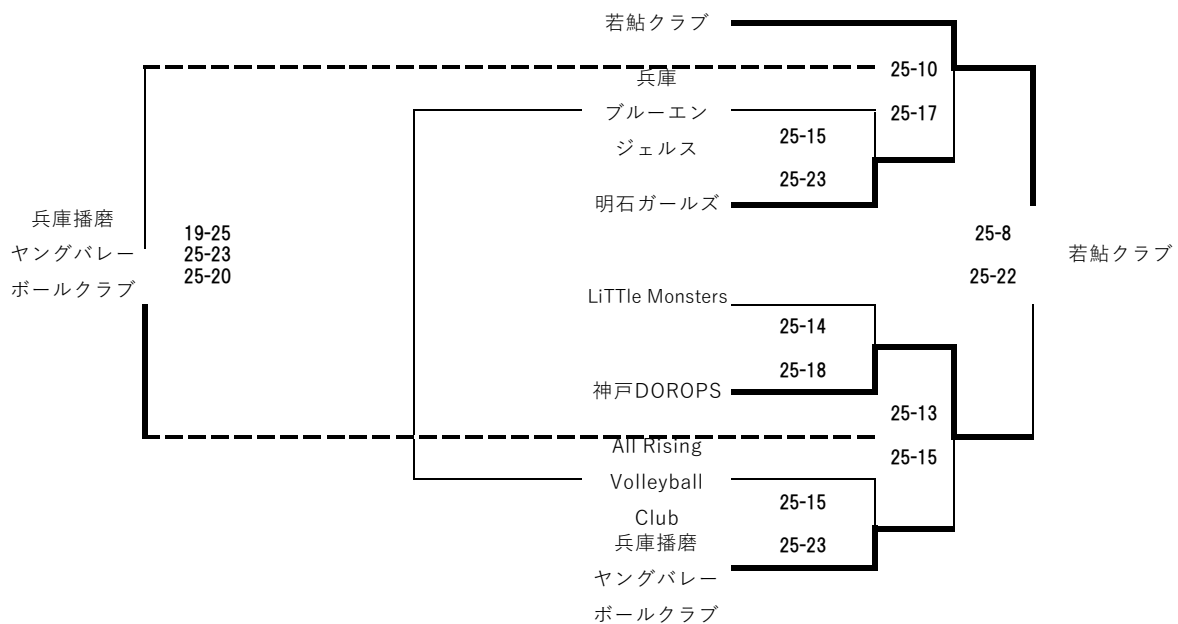 若鮎クラブ
25-10
兵庫
ブルーエン
25-17
25-15
ジェルス
25-23
明石ガールズ
兵庫播磨
ヤングバレー
ボールクラブ
19-25
25-23
25-20
25-8
25-22
若鮎クラブ
LiTTle Monsters
25-14
25-18
神戸DOROPS
25-13
All Rising
25-15
Volleyball
25-15
Club
兵庫播磨
25-23
ヤングバレー
ボールクラブ